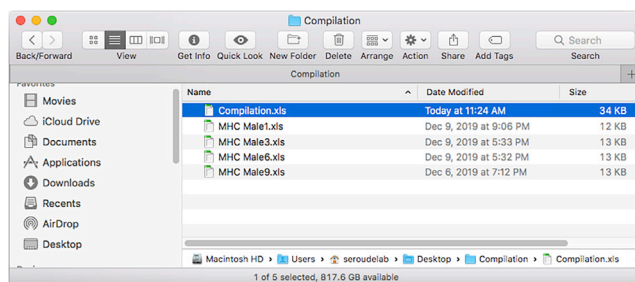 Compilation
Back/Forward View Get Info Quick Look New Folder Delete Arrange Action Share Add Tags Search
Search
Compilation
Favorites
Movies
iCloud Drive
Documents
Applications
Downloads
Recents
AirDrop
Desktop
Name Date Modified Size
Compilation.xls Today at 11:24 AM 34 KB
MHC Male1.xls Dec 9, 2019 at 9:06 PM 12 KB
MHC Male3.xls Dec 9, 2019 at 5:33 PM 13 KB
MHC Male6.xls Dec 9, 2019 at 5:32 PM 13 KB
MHC Male9.xls Dec 6, 2019 at 7:12 PM 13 KB
Macintosh HD › Users › seroudelab › Desktop › Compilation › Compilation.xls
1 of 5 selected, 817.6 GB available